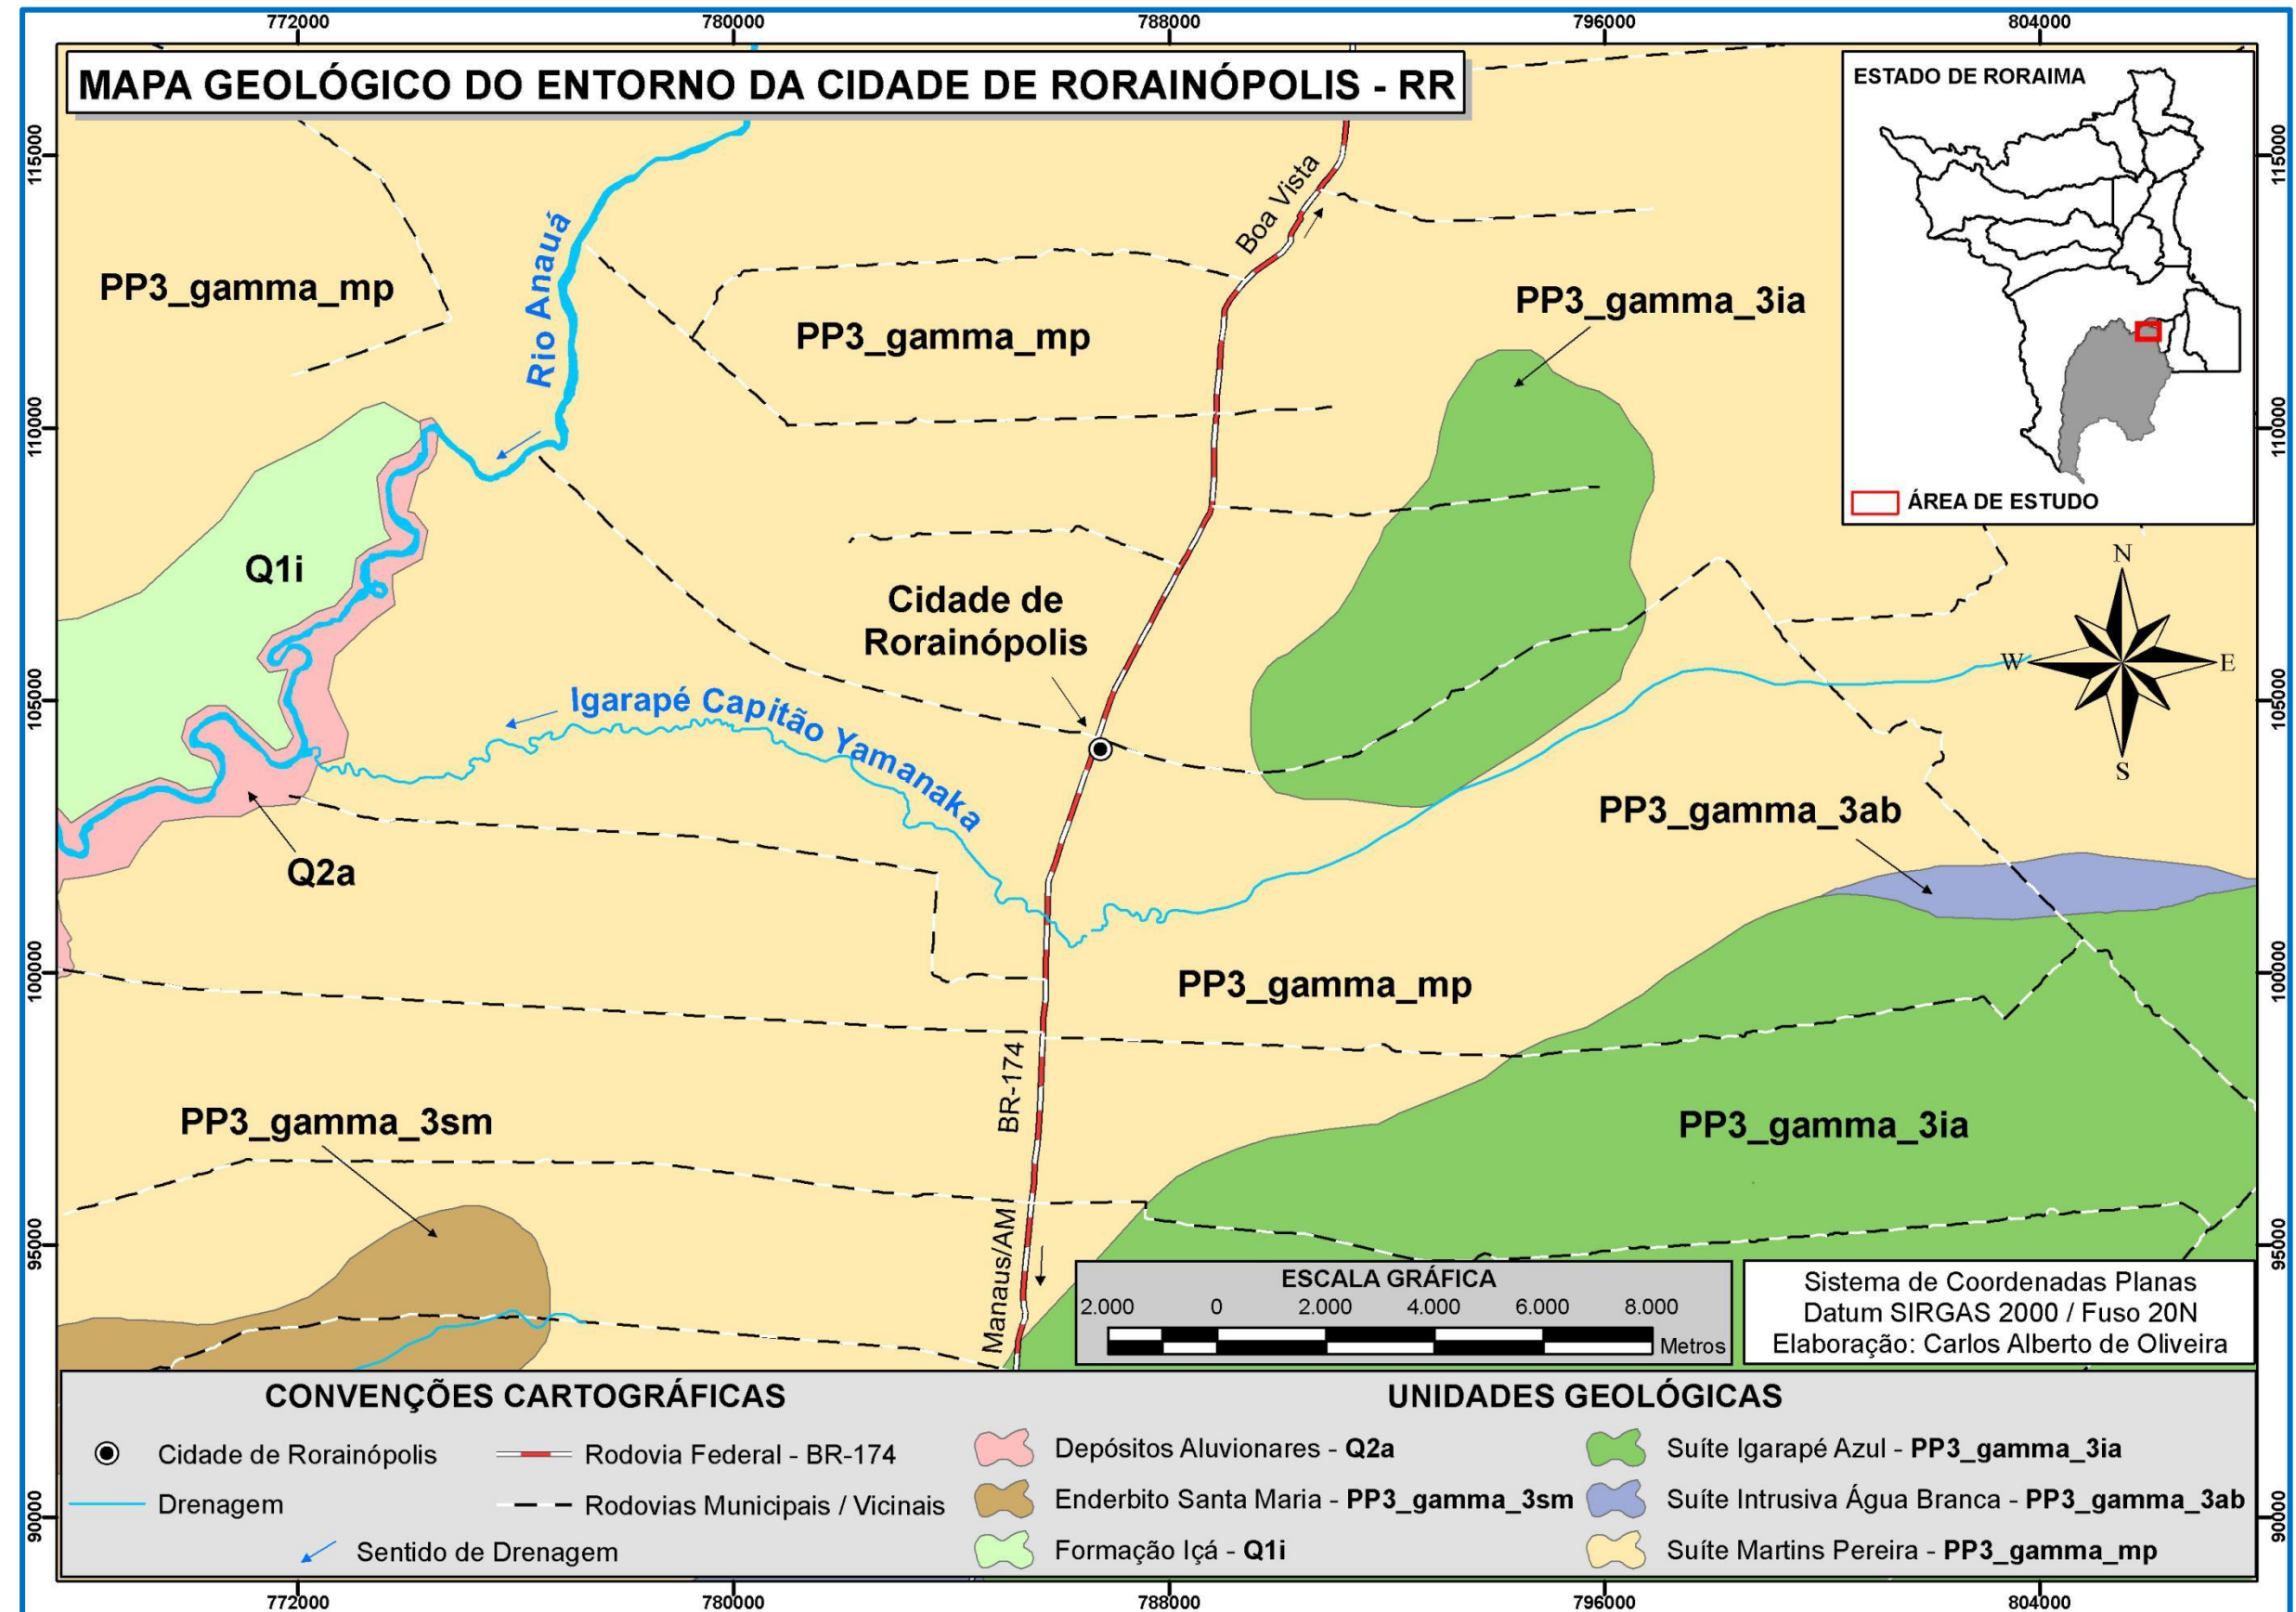 772000
780000
788000
796000
804000
MAPA GEOLÓGICO DO ENTORNO DA CIDADE DE RORAINÓPOLIS - RR
ESTADO DE RORAIMA
ÁREA DE ESTUDO
115000
115000
110000
110000
105000
105000
100000
100000
95000
95000
90000
90000
Boa Vista
Rio Anauá
PP3_gamma_mp
PP3_gamma_mp
PP3_gamma_3ia
Q1i
Cidade de
Rorainópolis
N
W
E
S
Igarapé Capitão Yamanaka
PP3_gamma_3ab
Q2a
PP3_gamma_mp
BR-174
PP3_gamma_3sm
PP3_gamma_3ia
Manaus/AM
ESCALA GRÁFICA
2.000 0 2.000 4.000 6.000 8.000
Metros
Sistema de Coordenadas Planas
Datum SIRGAS 2000 / Fuso 20N
Elaboração: Carlos Alberto de Oliveira
CONVENÇÕES CARTOGRÁFICAS
Cidade de Rorainópolis
Rodovia Federal - BR-174
Drenagem
Rodovias Municipais / Vicinais
Sentido de Drenagem
UNIDADES GEOLÓGICAS
Depósitos Aluvionares - Q2a
Suíte Igarapé Azul - PP3_gamma_3ia
Enderbito Santa Maria - PP3_gamma_3sm
Suíte Intrusiva Água Branca - PP3_gamma_3ab
Formação Içá - Q1i
Suíte Martins Pereira - PP3_gamma_mp
772000
780000
788000
796000
804000